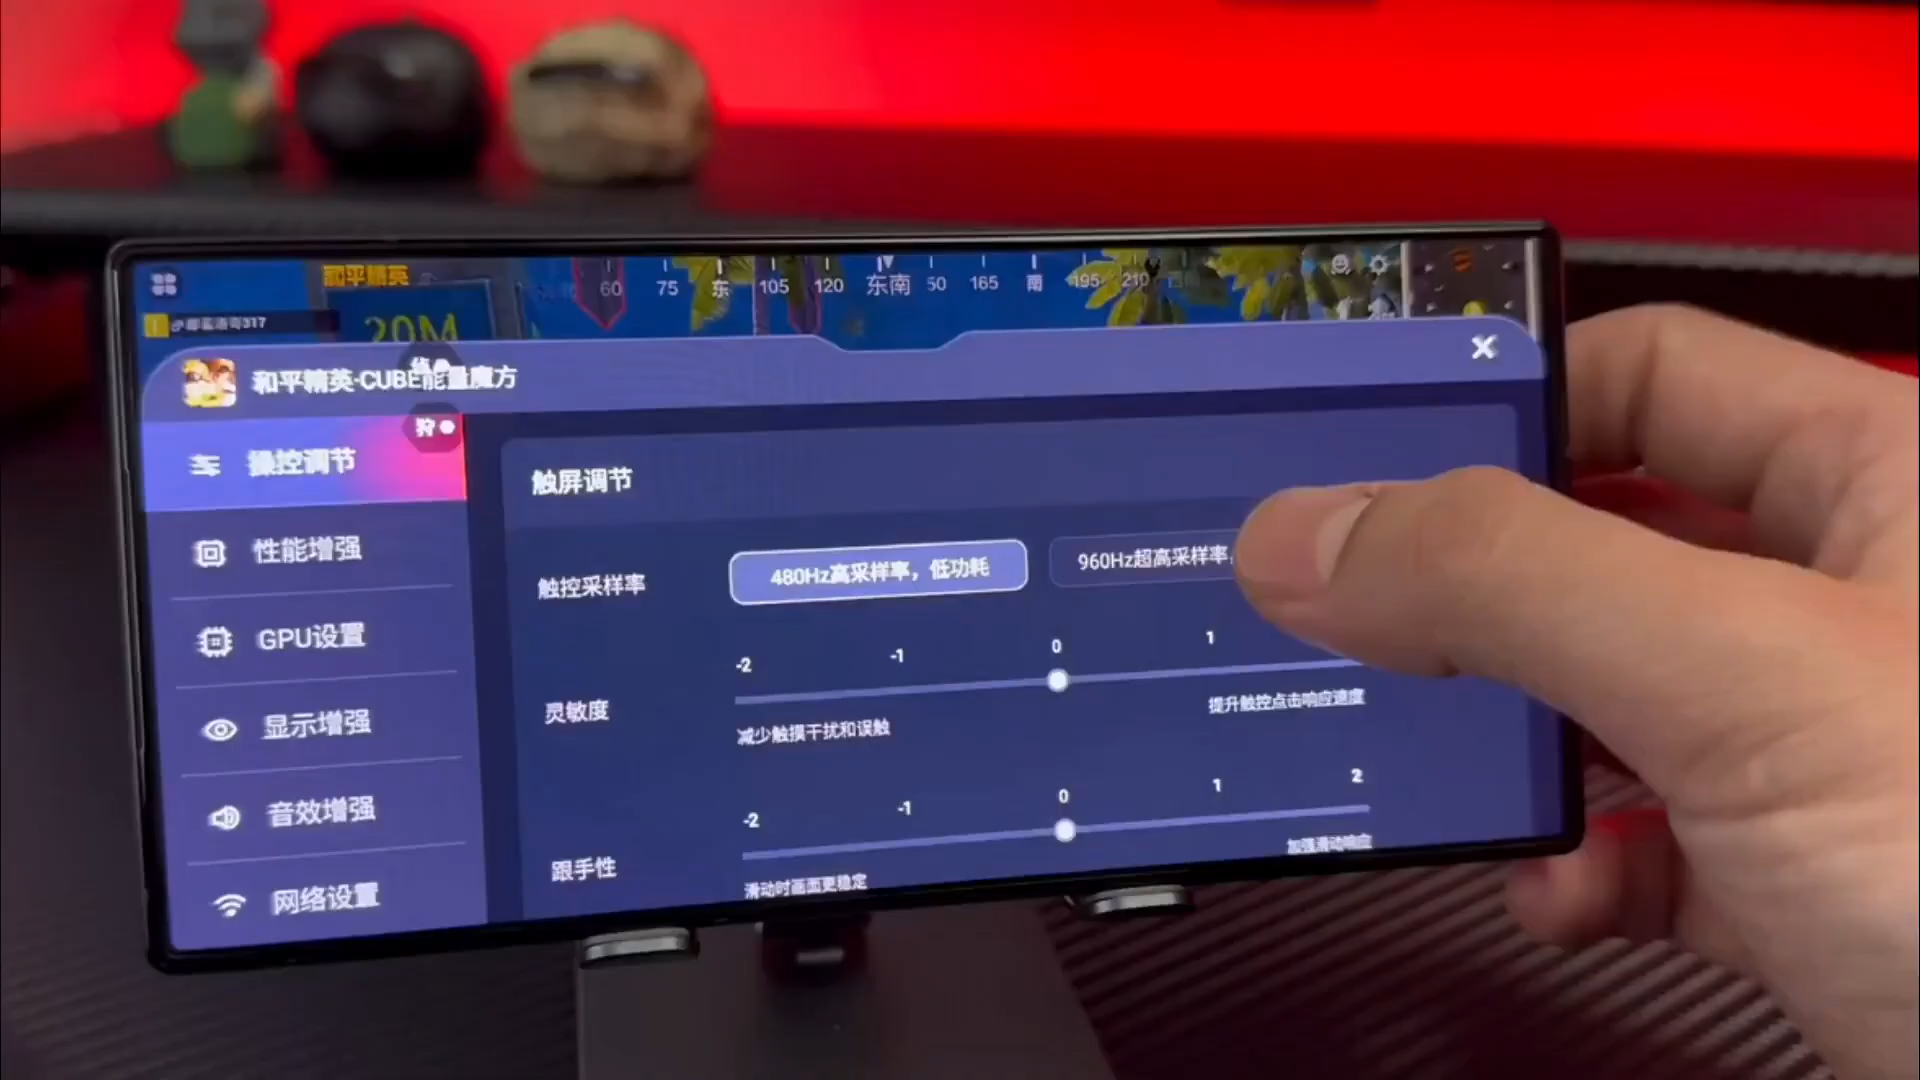 和平精英
60 75 东 105 120 东南 50 165 南 195 210
317
20M
和平精英·CUBE能量魔方
狩
操控调节
性能增强
GPU设置
显示增强
音效增强
网络设置
触屏调节
触控采样率
480Hz高采样率，低功耗
960Hz超高采样率，
灵敏度
-2 -1 0 1
减少触摸干扰和误触
提升触控点击响应速度
跟手性
-2 -1 0 1 2
滑动时画面更稳定
加强滑动响应